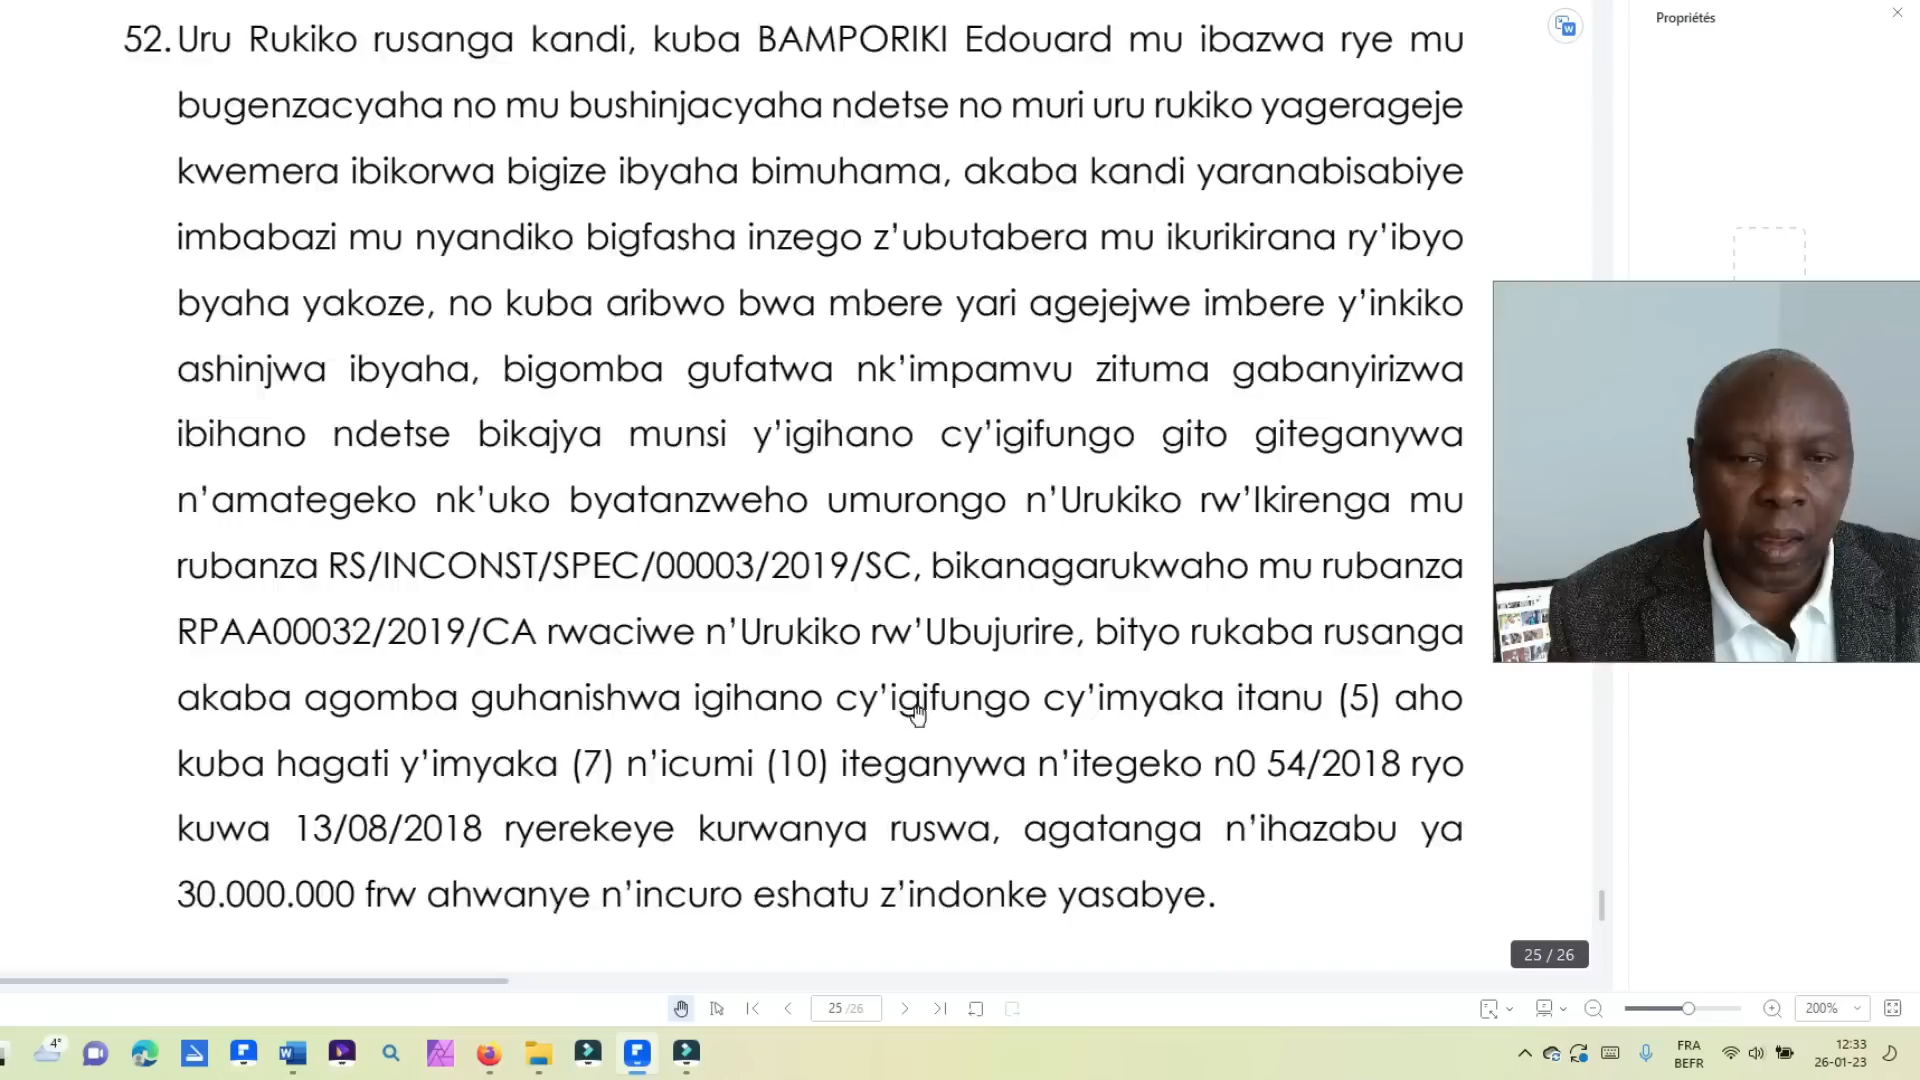 Propriétés
52. Uru Rukiko rusanga kandi, kuba BAMPORIKI Edouard mu ibazwa rye mu
bugenzacyaha no mu bushinjacyaha ndetse no muri uru rukiko yagerageje
kwemera ibikorwa bigize ibyaha bimuhama, akaba kandi yaranabisabiye
imbabazi mu nyandiko bigfasha inzego z’ubutabera mu ikurikirana ry’ibyo
byaha yakoze, no kuba aribwo bwa mbere yari agejejwe imbere y’inkiko
ashinjwa ibyaha, bigomba gufatwa nk’impamvu zituma gabanyirizwa
ibihano ndetse bikajya munsi y’igihano cy’igifungo gito giteganywa
n’amategeko nk’uko byatanzweho umurongo n’Urukiko rw’Ikirenga mu
rubanza RS/INCONST/SPEC/00003/2019/SC, bikanagarukwaho mu rubanza
RPAA00032/2019/CA rwaciwe n’Urukiko rw’Ubujurire, bityo rukaba rusanga
akaba agomba guhanishwa igihano cy’igifungo cy’imyaka itanu (5) aho
kuba hagati y’imyaka (7) n’icumi (10) iteganywa n’itegeko n0 54/2018 ryo
kuwa 13/08/2018 ryerekeye kurwanya ruswa, agatanga n’ihazabu ya
30.000.000 frw ahwanye n’incuro eshatu z’indonke yasabye.
25 / 26
25 /26
200%
4°
FRA
BEFR
12:33
26-01-23